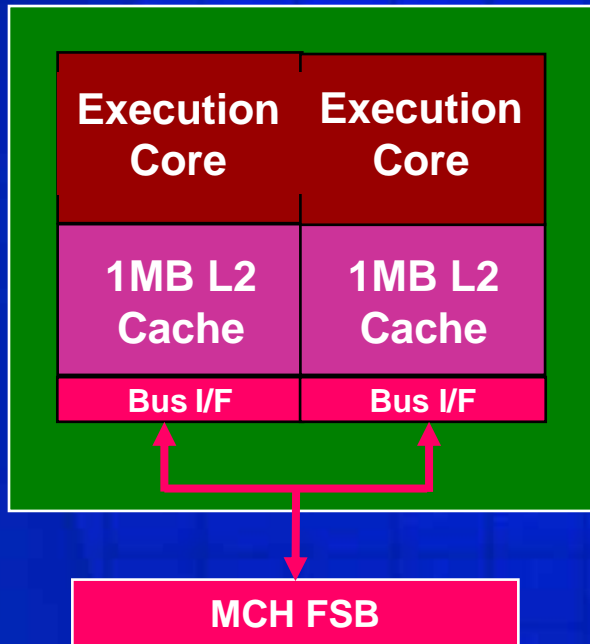 Execution
Core
Execution
Core
1MB L2
Cache
1MB L2
Cache
Bus I/F
Bus I/F
MCH FSB